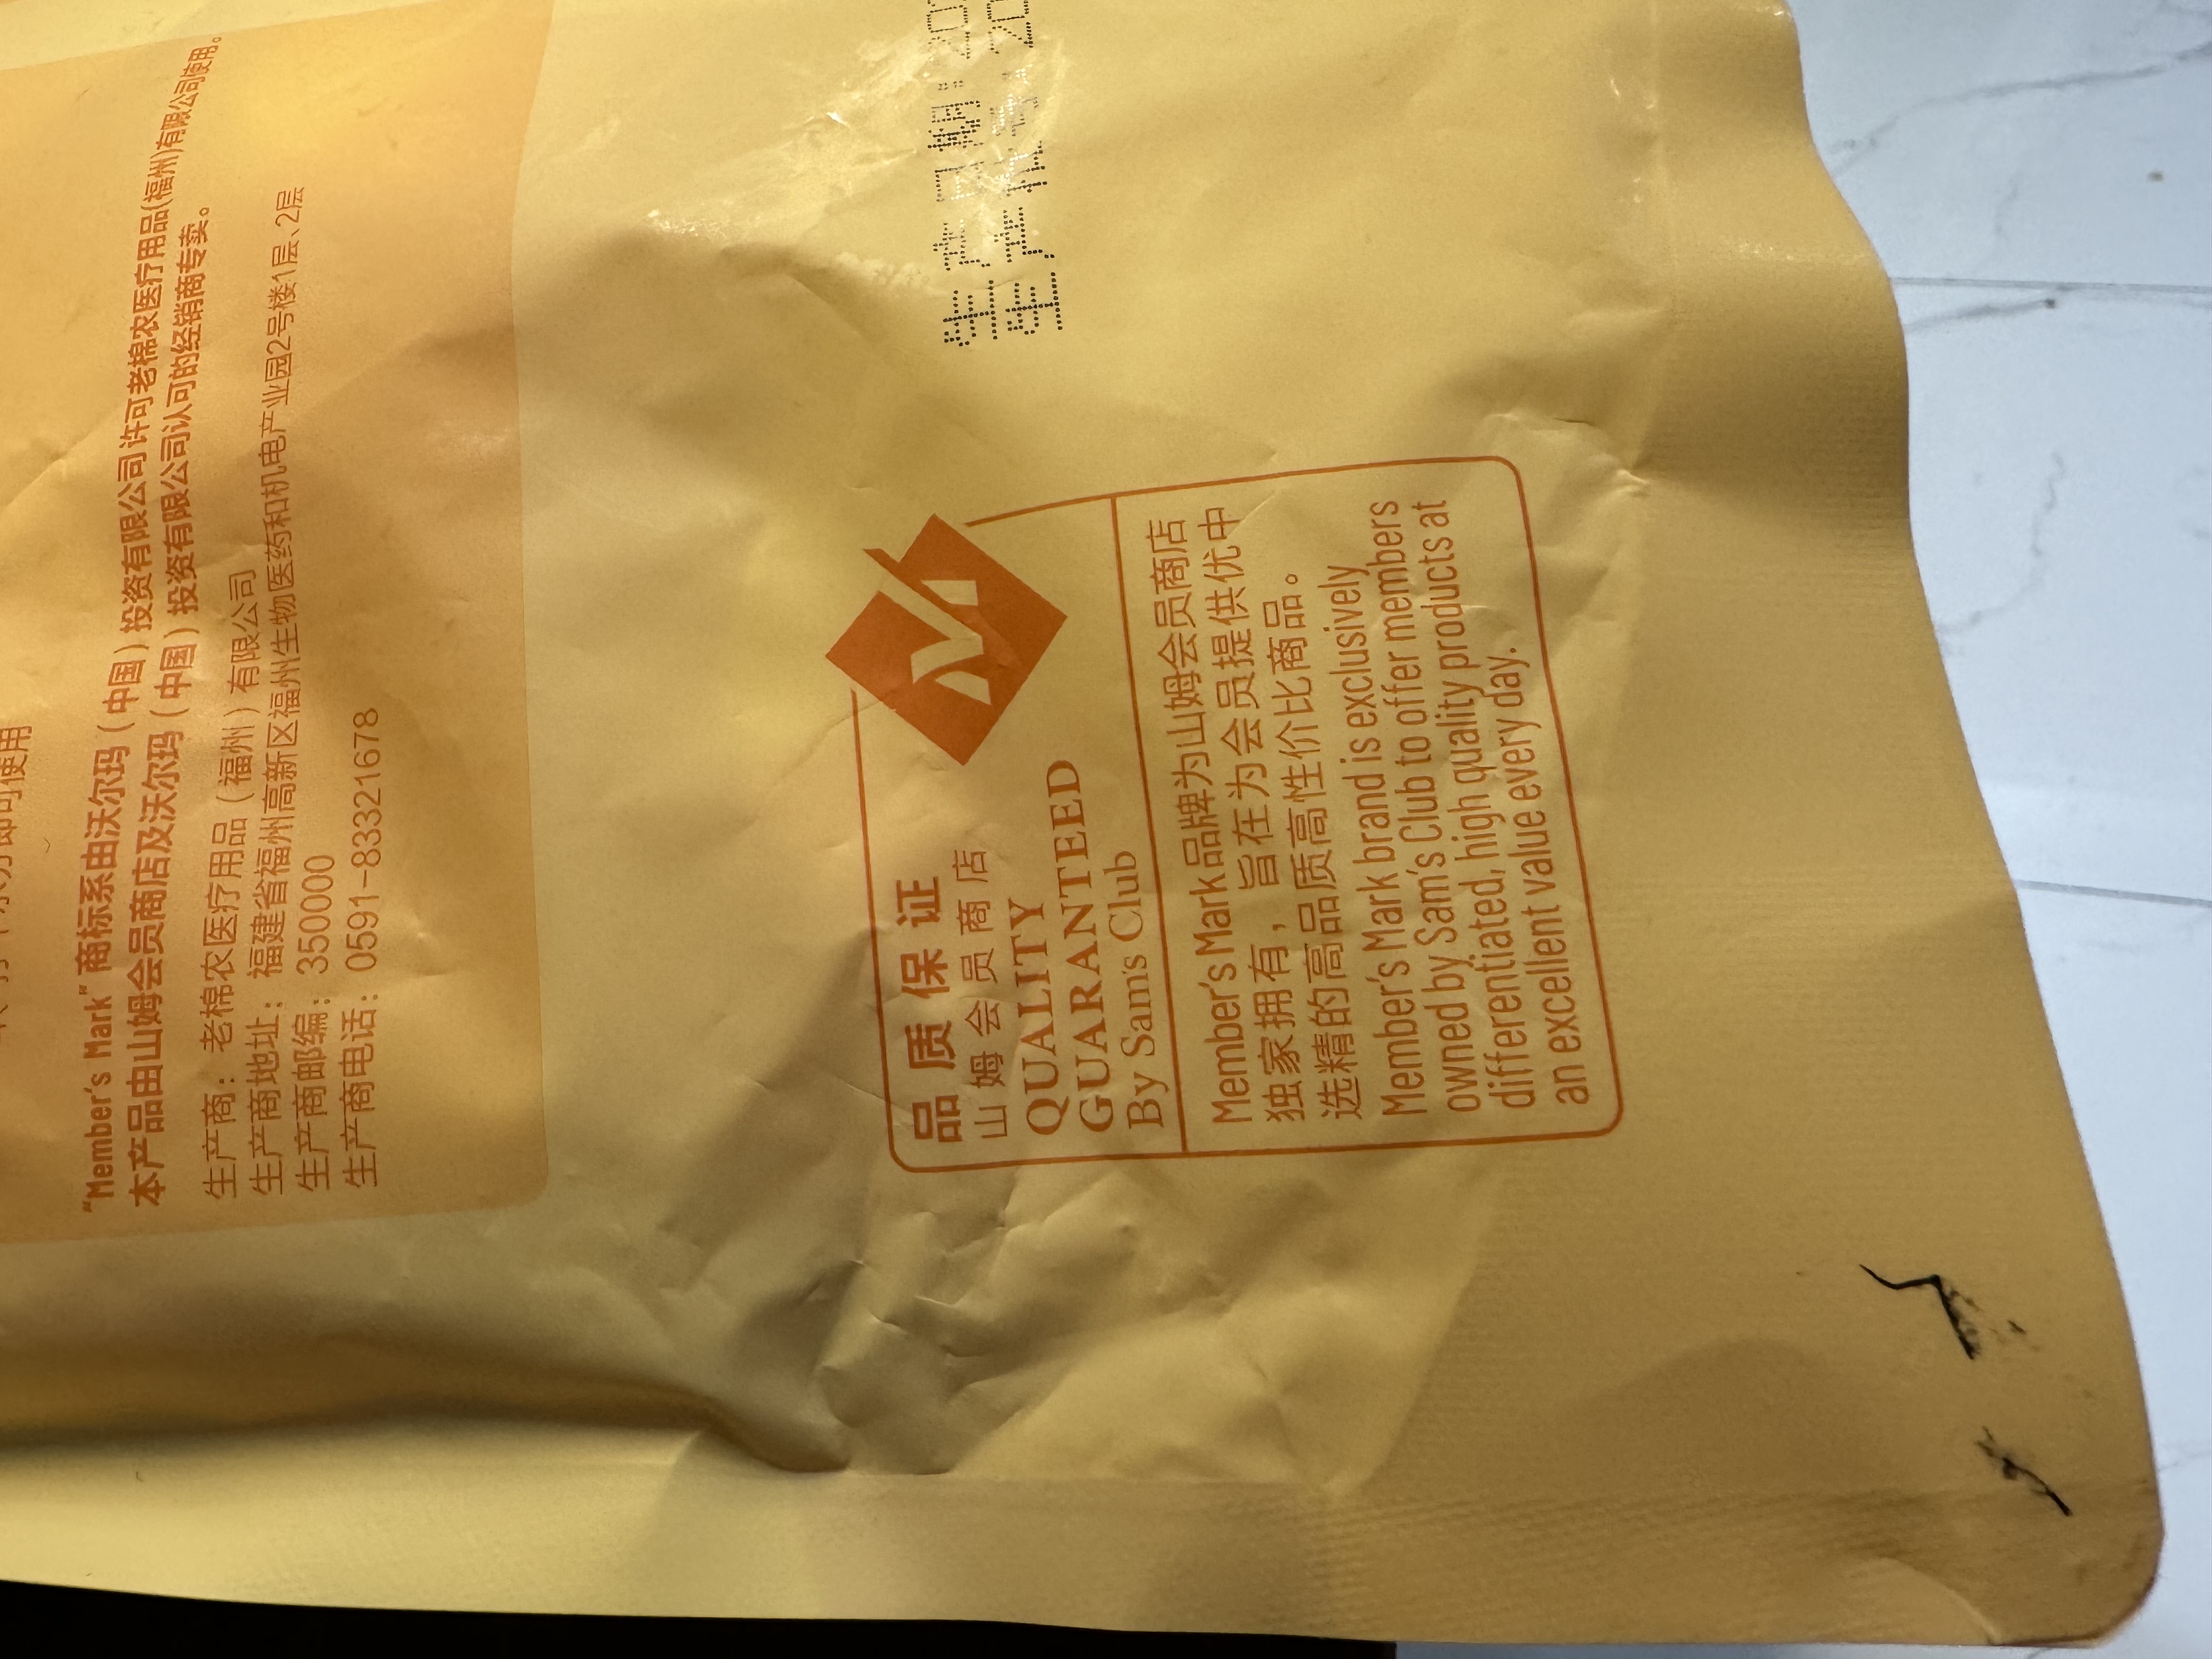 即可使用
"Member's Mark"商标系由沃尔玛（中国）投资有限公司许可老棉农医疗用品(福州)有限公司使用。
本产品由山姆会员商店及沃尔玛（中国）投资有限公司认可的经销商专卖。
生产商：老棉农医疗用品（福州）有限公司
生产商地址：福建省福州高新区福州生物医药和机电产业园2号楼1层、2层
生产商邮编：350000
生产商电话：0591-83321678
品质保证
山姆会员商店
QUALITY
GUARANTEED
By Sam's Club
Member's Mark品牌为山姆会员商店
独家拥有，旨在为会员提供优中
选精的高品质高性价比商品。
Member's Mark brand is exclusively
owned by Sam's Club to offer members
differentiated, high quality products at
an excellent value every day.
生产日期：20
生产批号：20